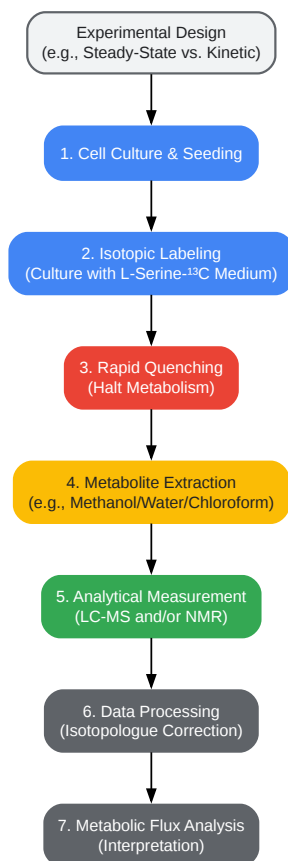 Experimental Design
(e.g., Steady-State vs. Kinetic)
1. Cell Culture & Seeding
2. Isotopic Labeling
(Culture with L-Serine-¹³C Medium)
3. Rapid Quenching
(Halt Metabolism)
4. Metabolite Extraction
(e.g., Methanol/Water/Chloroform)
5. Analytical Measurement
(LC-MS and/or NMR)
6. Data Processing
(Isotopologue Correction)
7. Metabolic Flux Analysis
(Interpretation)